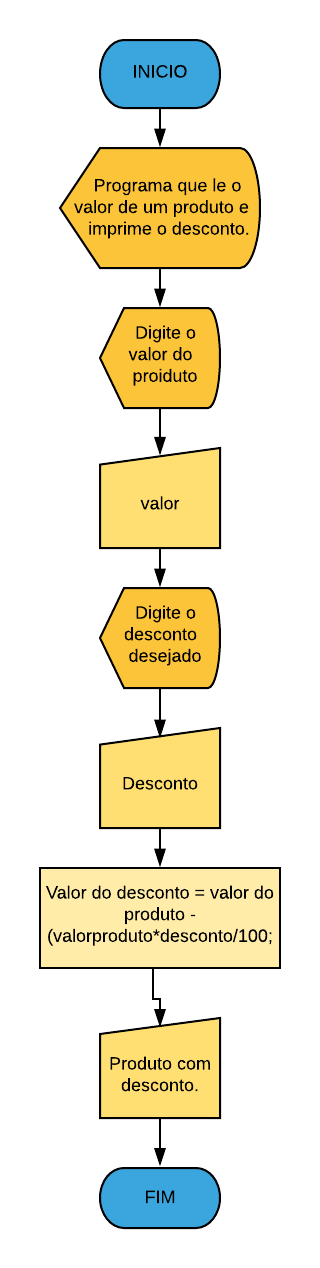 INICIO
Programa que le o
valor de um produto e
imprime o desconto.
Digite o
valor do
proiduto
valor
Digite o
desconto
desejado
Desconto
Valor do desconto = valor do
produto -
(valorproduto*desconto/100;
Produto com
desconto.
FIM